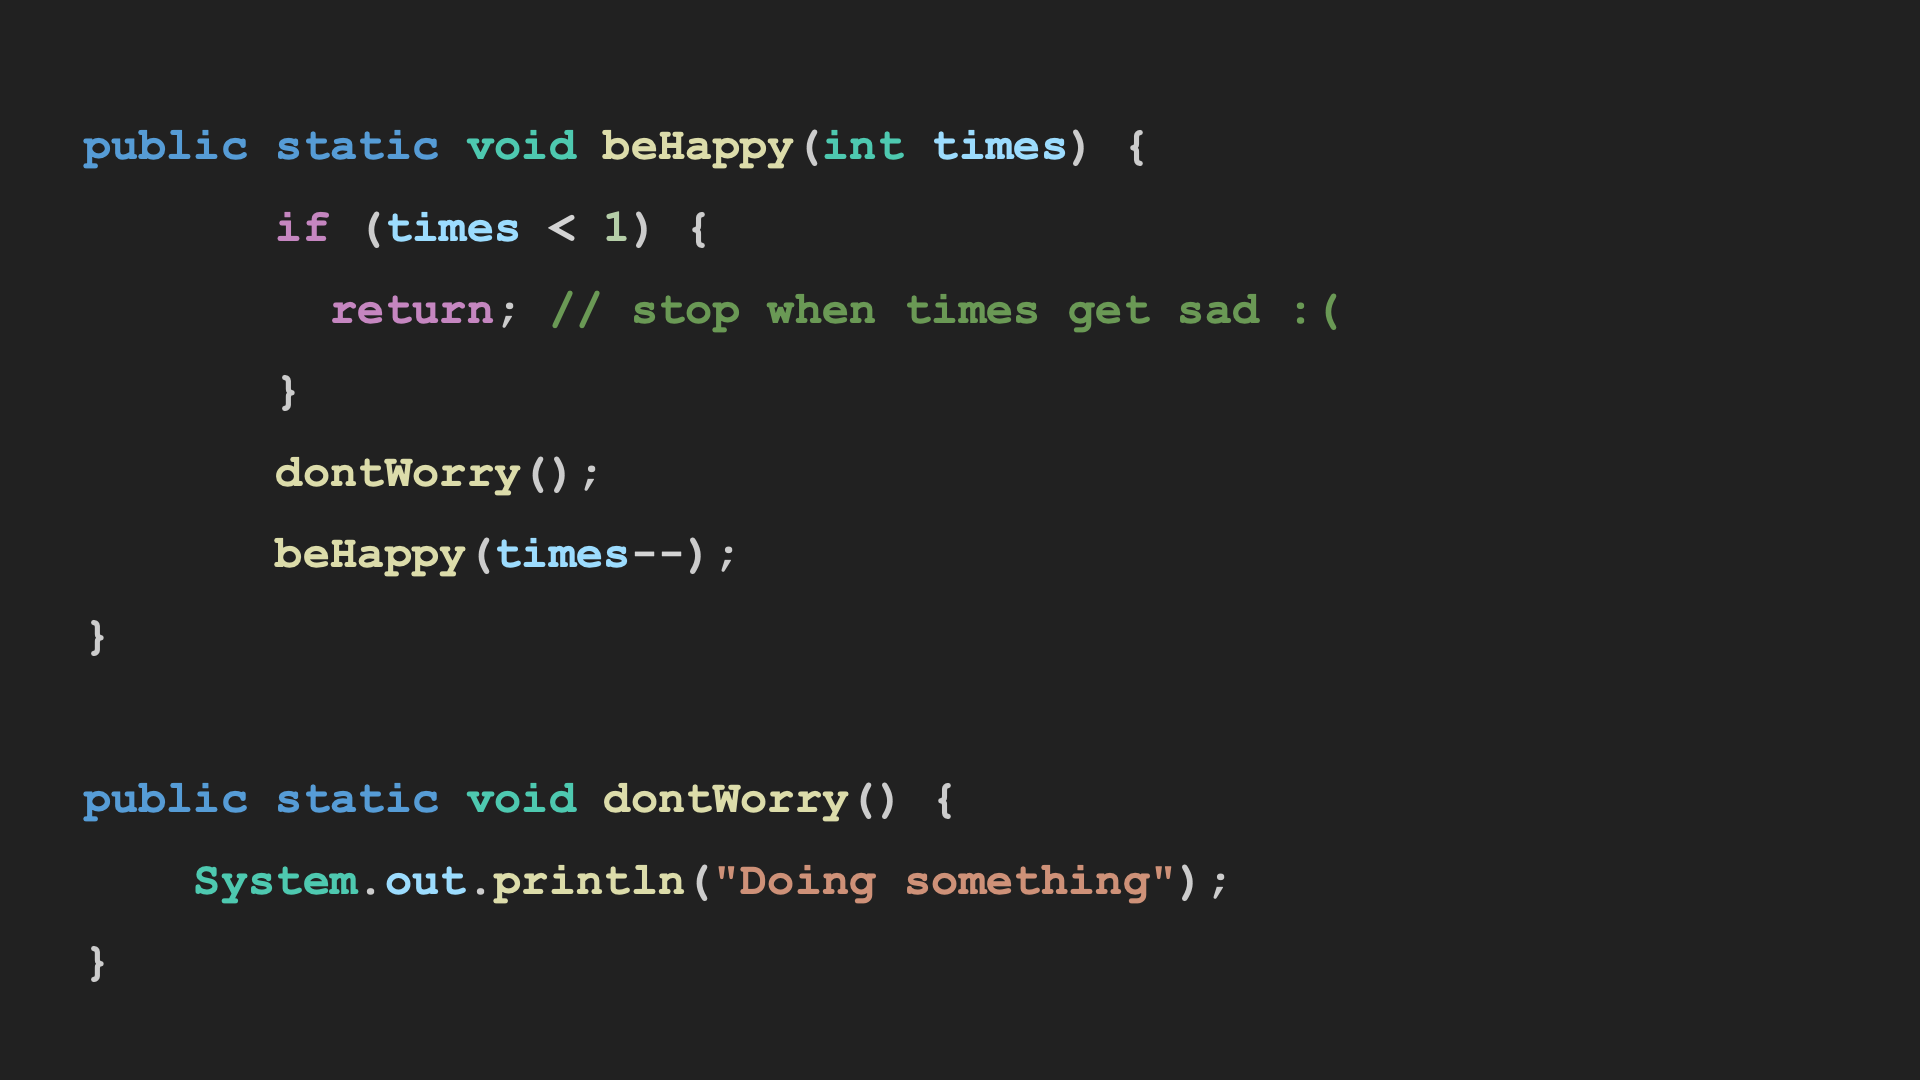 public static void beHappy(int times) {
if (times < 1) {
return; // stop when times get sad :(
}
dontWorry();
beHappy(times--);
}
public static void dontWorry() {
System.out.println("Doing something");
}